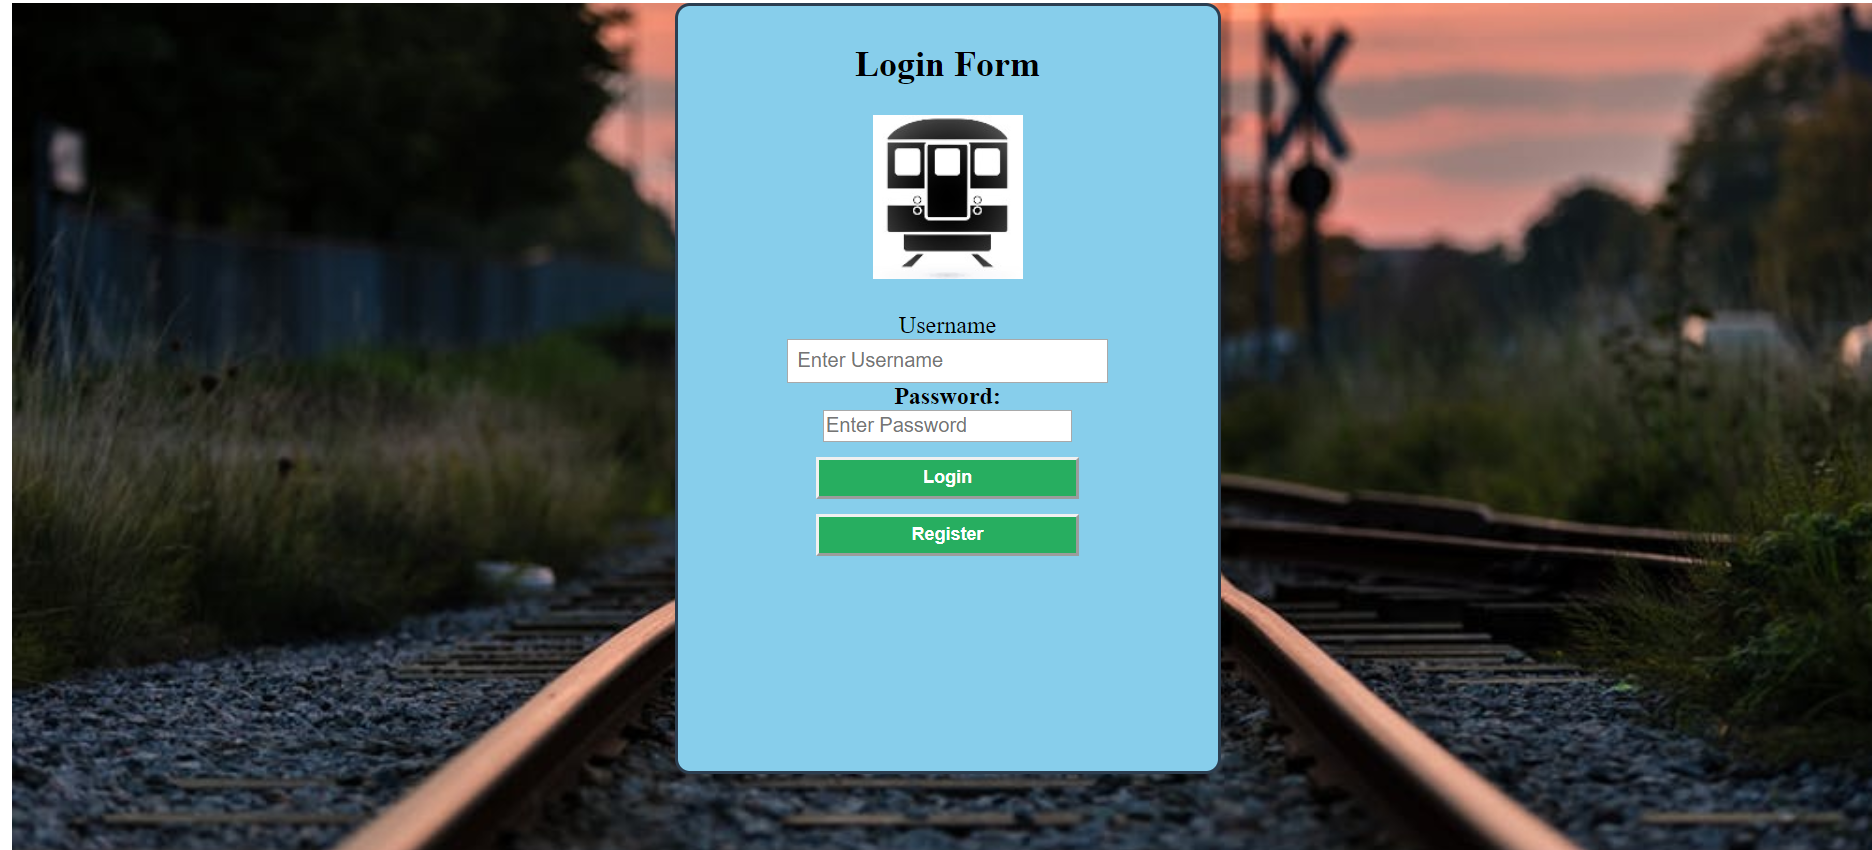 Login Form
Username
Enter Username
Password:
Enter Password
Login
Register